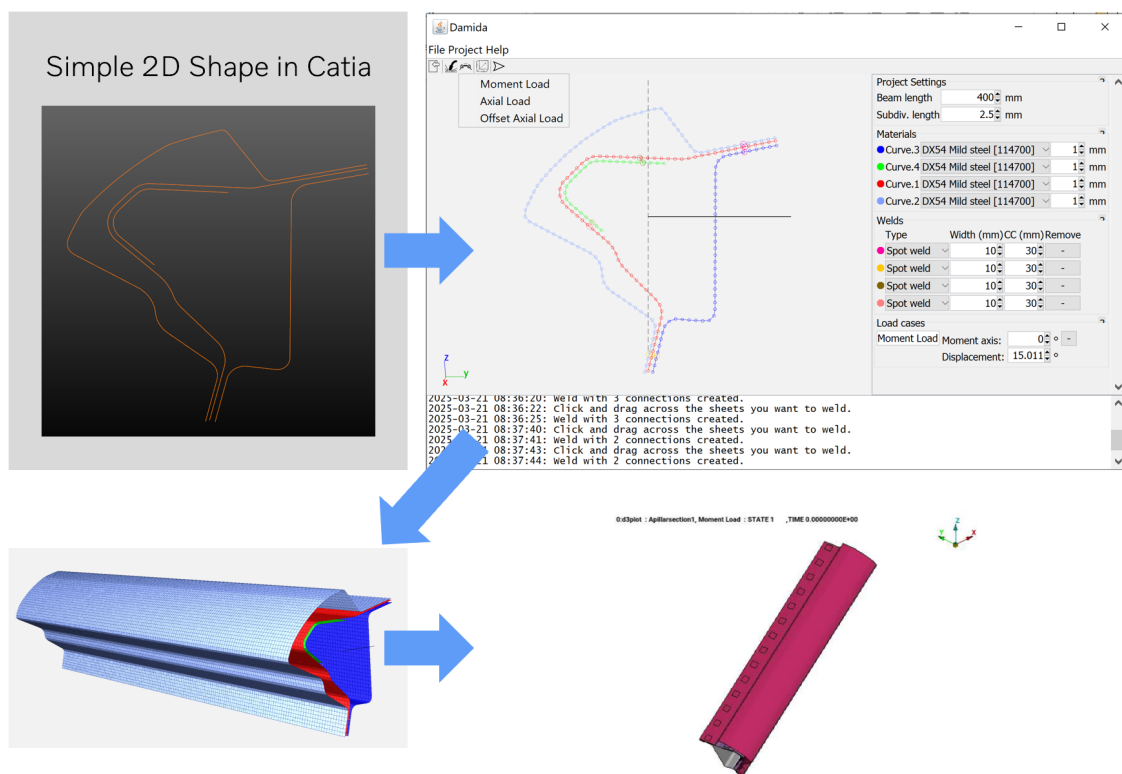 Simple 2D Shape in Catia
Damida
File Project Help
Moment Load
Axial Load
Offset Axial Load
z
y
x
Project Settings
Beam length 400 mm
Subdiv. length 2.5 mm
Materials
Curve.3 DX54 Mild steel [114700] 1 mm
Curve.4 DX54 Mild steel [114700] 1 mm
Curve.1 DX54 Mild steel [114700] 1 mm
Curve.2 DX54 Mild steel [114700] 1 mm
Welds
Type Width (mm) CC (mm) Remove
Spot weld 10 30 -
Spot weld 10 30 -
Spot weld 10 30 -
Spot weld 10 30 -
Load cases
Moment Load Moment axis: 0 ° -
Displacement: 15.011 °
2025-03-21 08:36:20: Weld with 3 connections created.
2025-03-21 08:36:22: Click and drag across the sheets you want to weld.
2025-03-21 08:36:25: Weld with 3 connections created.
2025-03-21 08:37:40: Click and drag across the sheets you want to weld.
08:37:41: Weld with 2 connections created.
08:37:43: Click and drag across the sheets you want to weld.
08:37:44: Weld with 2 connections created.
0:d3plot : Apillarsection1, Moment Load : STATE 1 ,TIME 0.00000000E+00
Z
Y
X